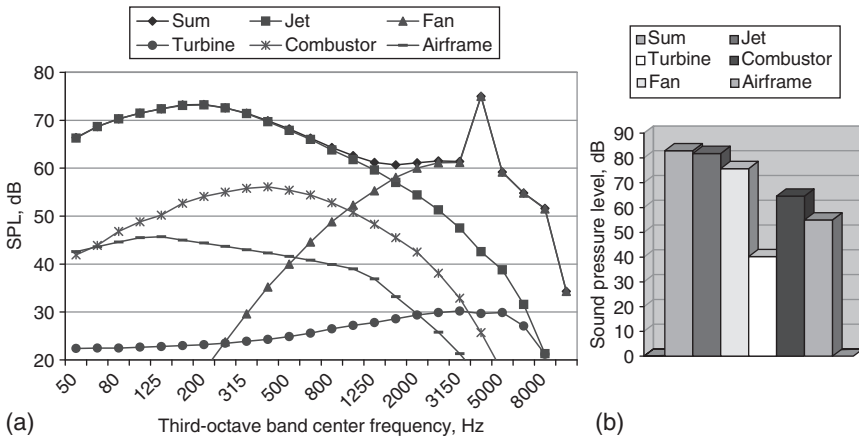 Sum Jet Fan
Turbine Combustor Airframe
80
70
60
50
40
30
20
SPL, dB
50 80 125 200 315 500 800 1250 2000 3150 5000 8000
(a) Third-octave band center frequency, Hz
Sum Jet
Turbine Combustor
Fan Airframe
90
80
70
60
50
40
30
20
10
0
Sound pressure level, dB
(b)